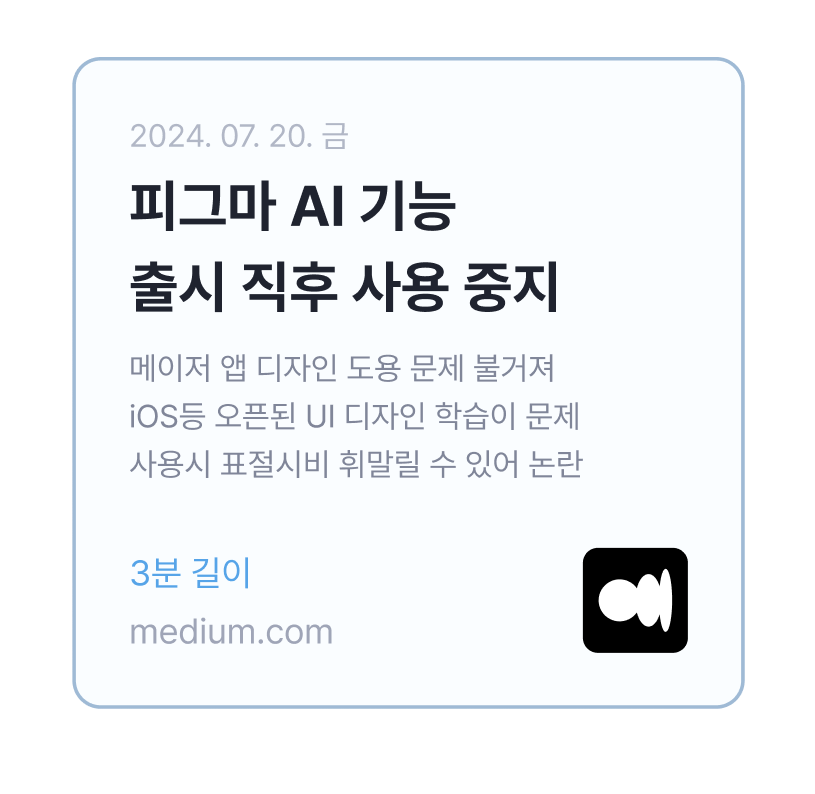 2024. 07. 20. 금
피그마 AI 기능
출시 직후 사용 중지
메이저 앱 디자인 도용 문제 불거져
iOS등 오픈된 UI 디자인 학습이 문제
사용시 표절시비 휘말릴 수 있어 논란
3분 길이
medium.com